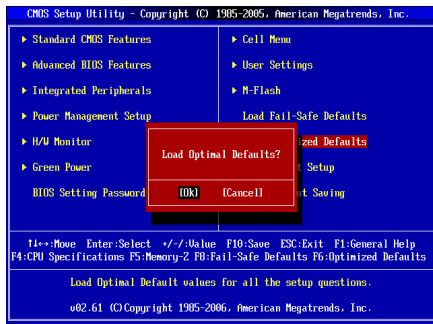 CMOS Setup Utility - Copyright (C) 1985-2005, American Megatrends, Inc.
▶ Standard CMOS Features ▶ Cell Menu
▶ Advanced BIOS Features ▶ User Settings
▶ Integrated Peripherals ▶ M-Flash
▶ Power Management Setup Load Fail-Safe Defaults
▶ H/W Monitor ized Defaults
▶ Green Power t Setup
BIOS Setting Password ut Saving
Load Optimal Defaults?
[Ok] [Cancel]
↑↓←→:Move Enter:Select +/-/:Value F10:Save ESC:Exit F1:General Help
F4:CPU Specifications F5:Memory-Z F8:Fail-Safe Defaults F6:Optimized Defaults
Load Optimal Default values for all the setup questions.
v02.61 (C)Copyright 1985-2006, American Megatrends, Inc.